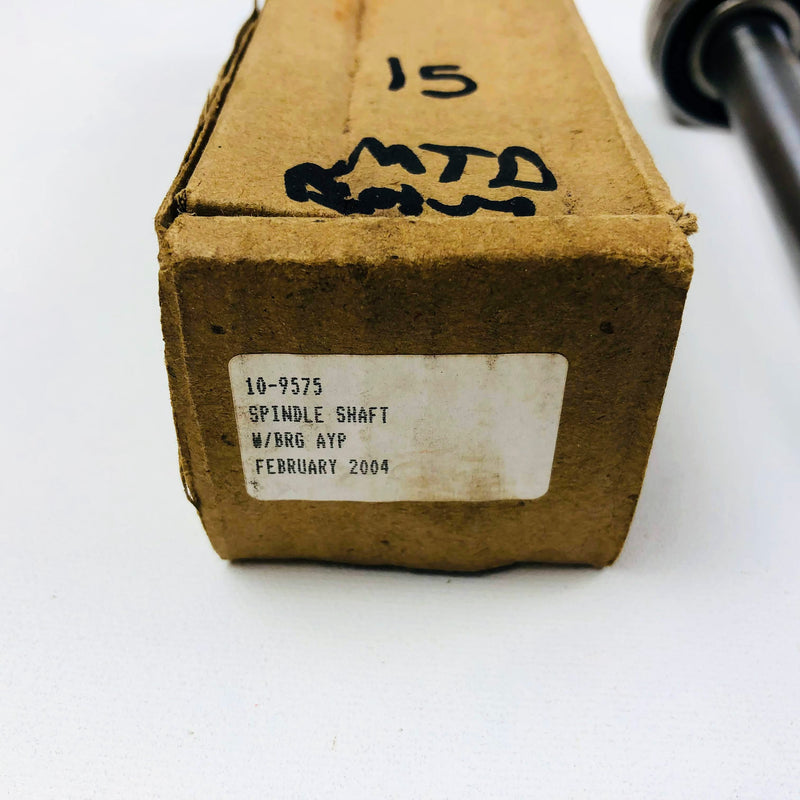 15
MTD
10-9575
SPINDLE SHAFT
W/BRG AYP
FEBRUARY 2004